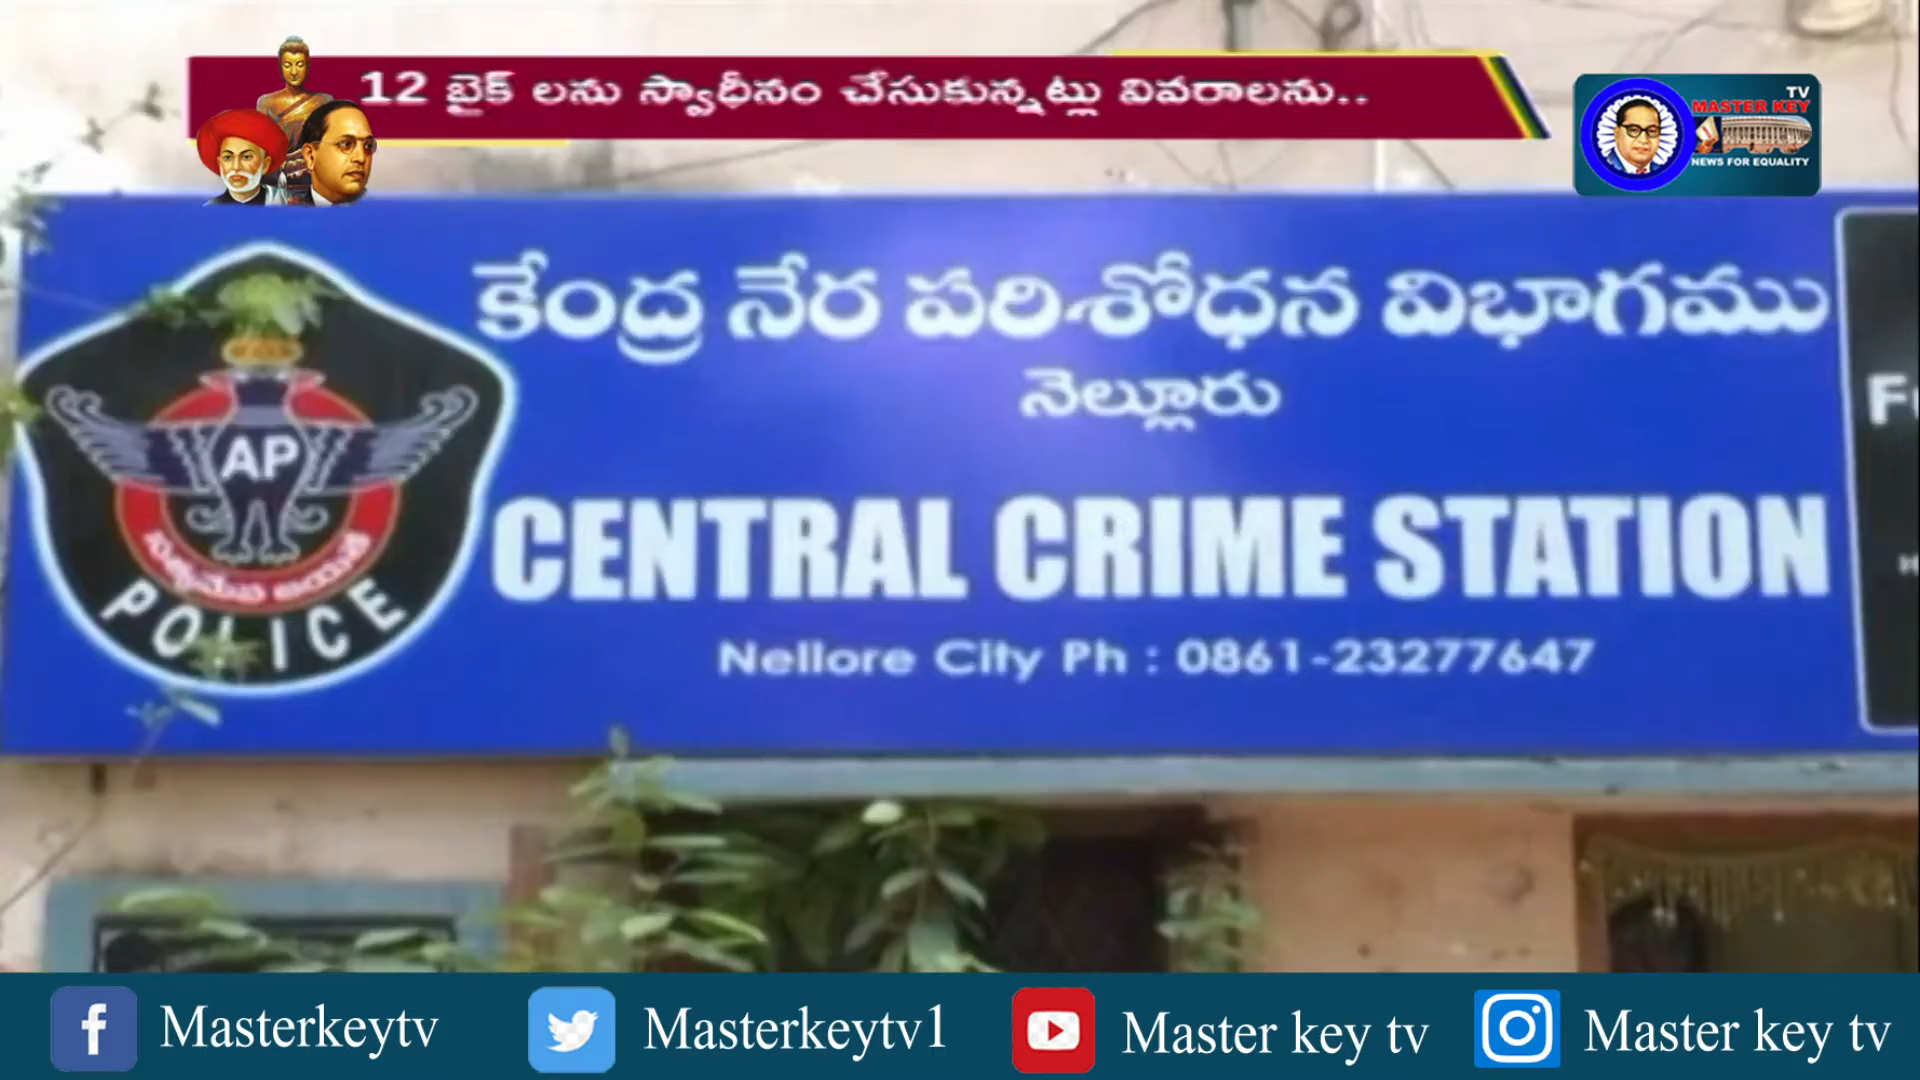 12 బైక్ లను స్వాధీనం చేసుకున్నట్లు వివరాలను..
TV
MASTER KEY
NEWS FOR EQUALITY
కేంద్ర నేర పరిశోధన విభాగము
నెల్లూరు
AP
POLICE
CENTRAL CRIME STATION
Nellore City Ph : 0861-23277647
Masterkeytv
Masterkeytv1
Master key tv
Master key tv